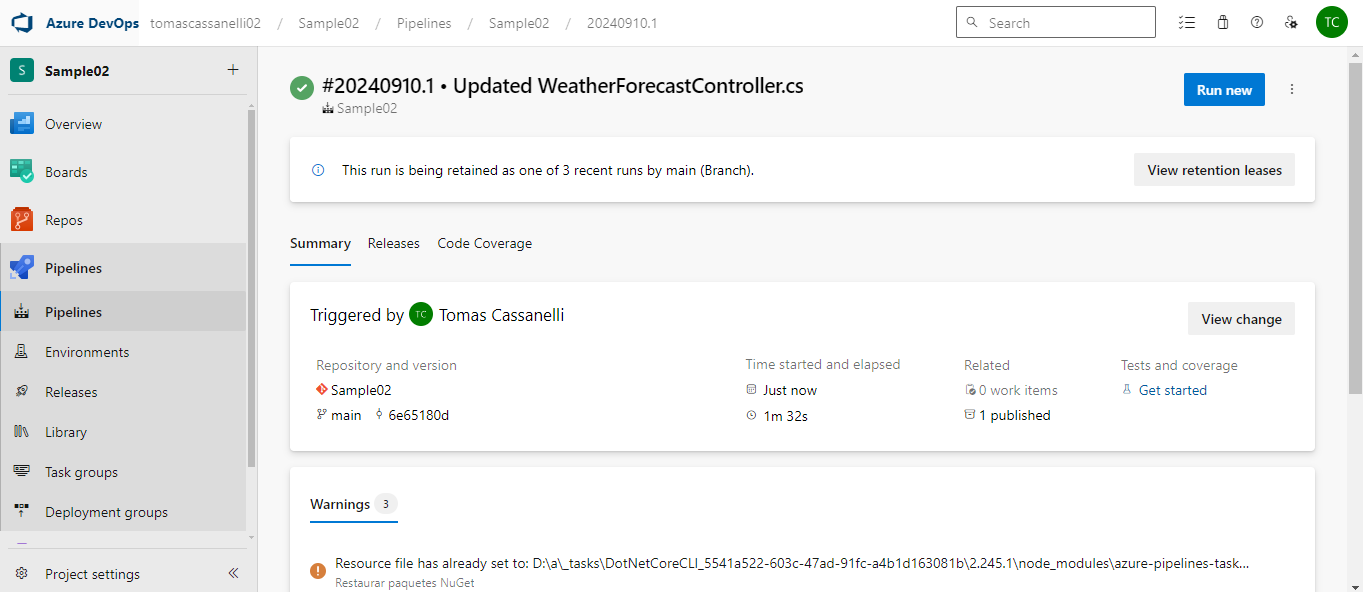 Azure DevOps tomascassanelli02 / Sample02 / Pipelines / Sample02 / 20240910.1 Search TC
S Sample02 +
Overview
Boards
Repos
Pipelines
Pipelines
Environments
Releases
Library
Task groups
Deployment groups
Project settings
#20240910.1 • Updated WeatherForecastController.cs
Sample02
Run new
This run is being retained as one of 3 recent runs by main (Branch).
View retention leases
Summary Releases Code Coverage
Triggered by TC Tomas Cassanelli
View change
Repository and version
Sample02
main 6e65180d
Time started and elapsed
Just now
1m 32s
Related
0 work items
1 published
Tests and coverage
Get started
Warnings 3
Resource file has already set to: D:\a\_tasks\DotNetCoreCLI_5541a522-603c-47ad-91fc-a4b1d163081b\2.245.1\node_modules\azure-pipelines-task...
Restaurar paquetes NuGet